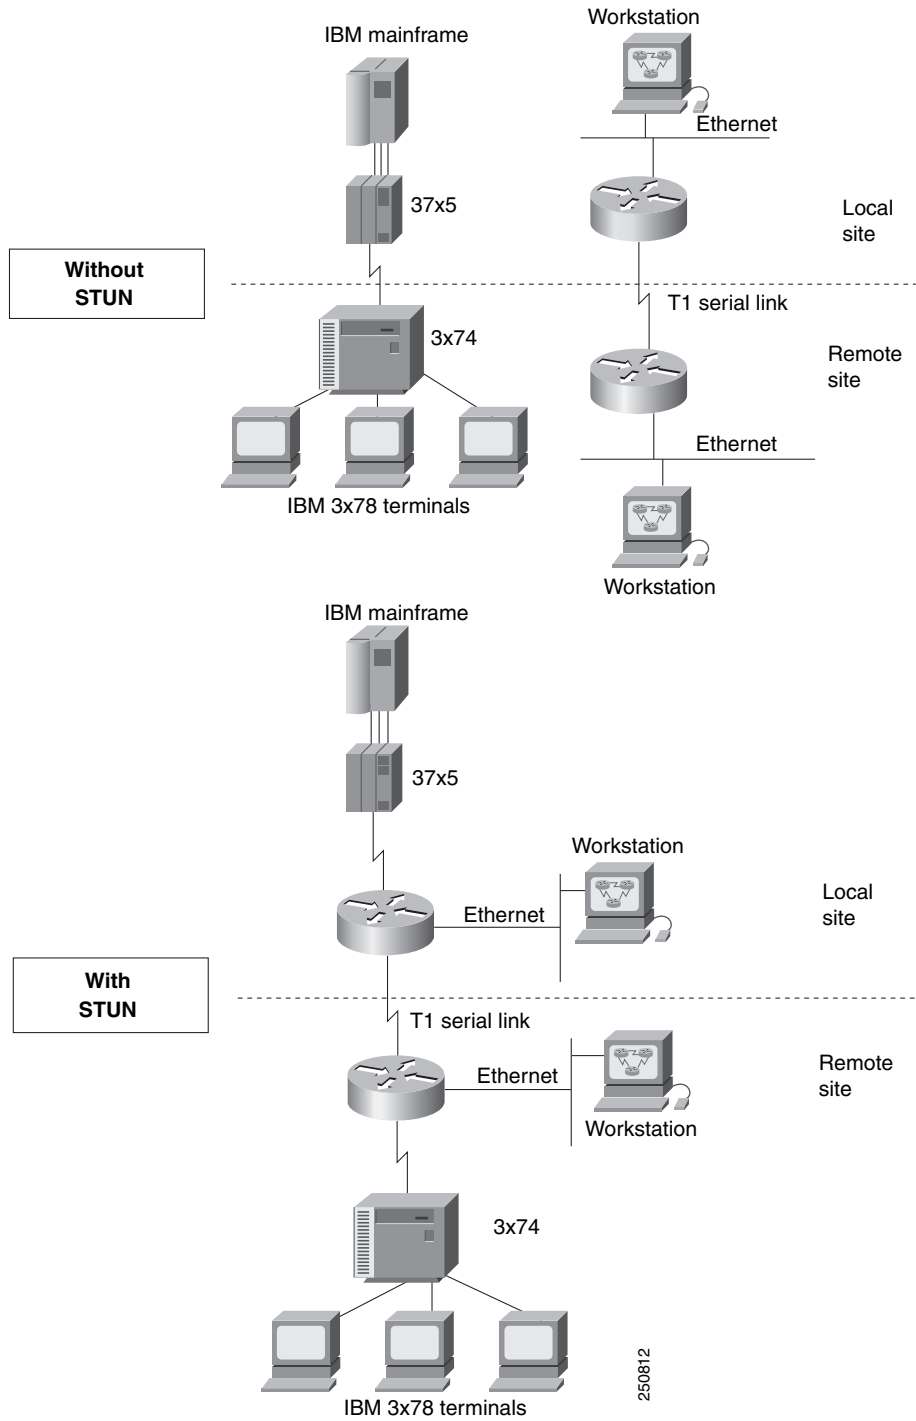 Workstation
IBM mainframe
Ethernet
37x5
Local
site
Without
STUN
T1 serial link
3x74
Remote
site
Ethernet
IBM 3x78 terminals
Workstation
IBM mainframe
37x5
Workstation
Local
site
Ethernet
With
STUN
T1 serial link
Remote
site
Ethernet
Workstation
3x74
250812
IBM 3x78 terminals